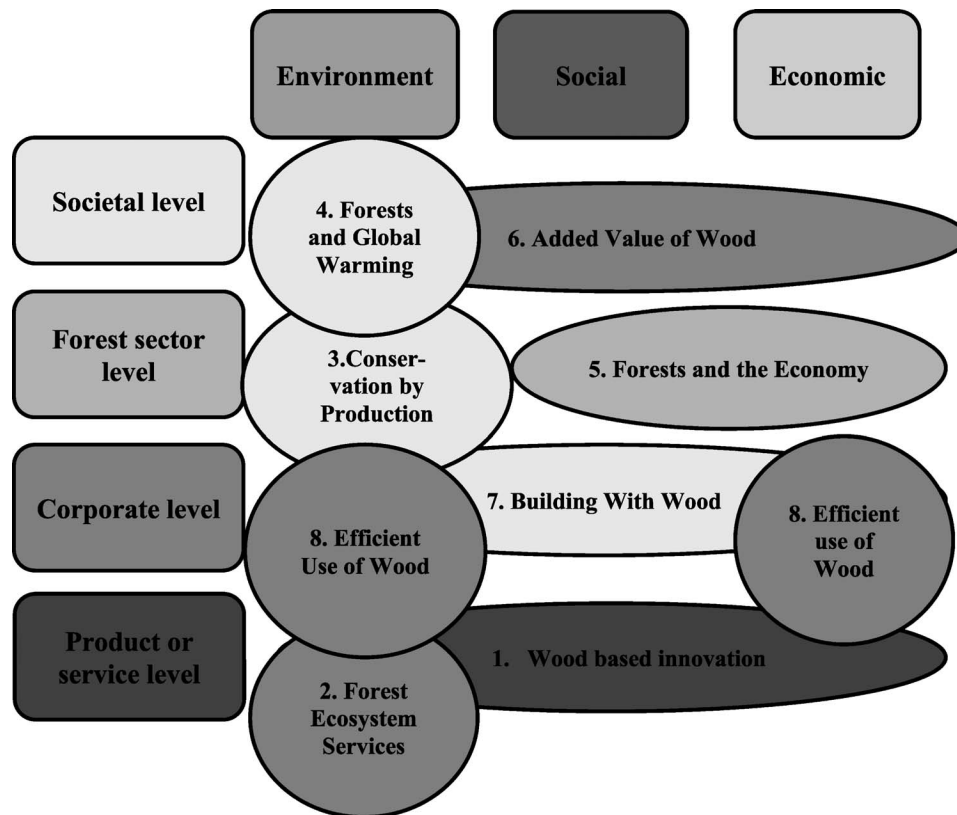 Environment
Social
Economic
Societal level
4. Forests
and Global
Warming
6. Added Value of Wood
Forest sector
level
3.Conser-
vation by
Production
5. Forests and the Economy
Corporate level
8. Efficient
Use of Wood
7. Building With Wood
8. Efficient
use of
Wood
Product or
service level
1. Wood based innovation
2. Forest
Ecosystem
Services